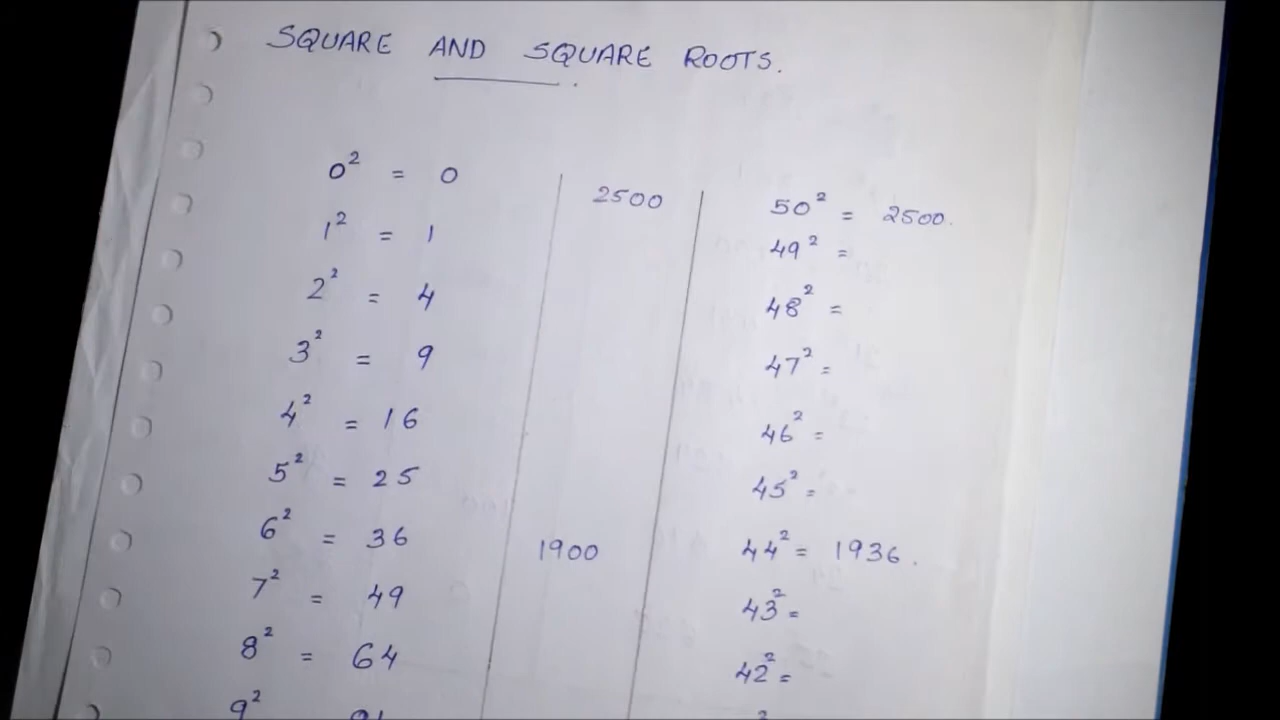 SQUARE AND SQUARE ROOTS.
0² = 0 2500 50² = 2500.
1² = 1 49² =
2² = 4 48² =
3² = 9 47² =
4² = 16 46² =
5² = 25 45² =
6² = 36 1900 44² = 1936.
7² = 49 43² =
8² = 64 42² =
9²